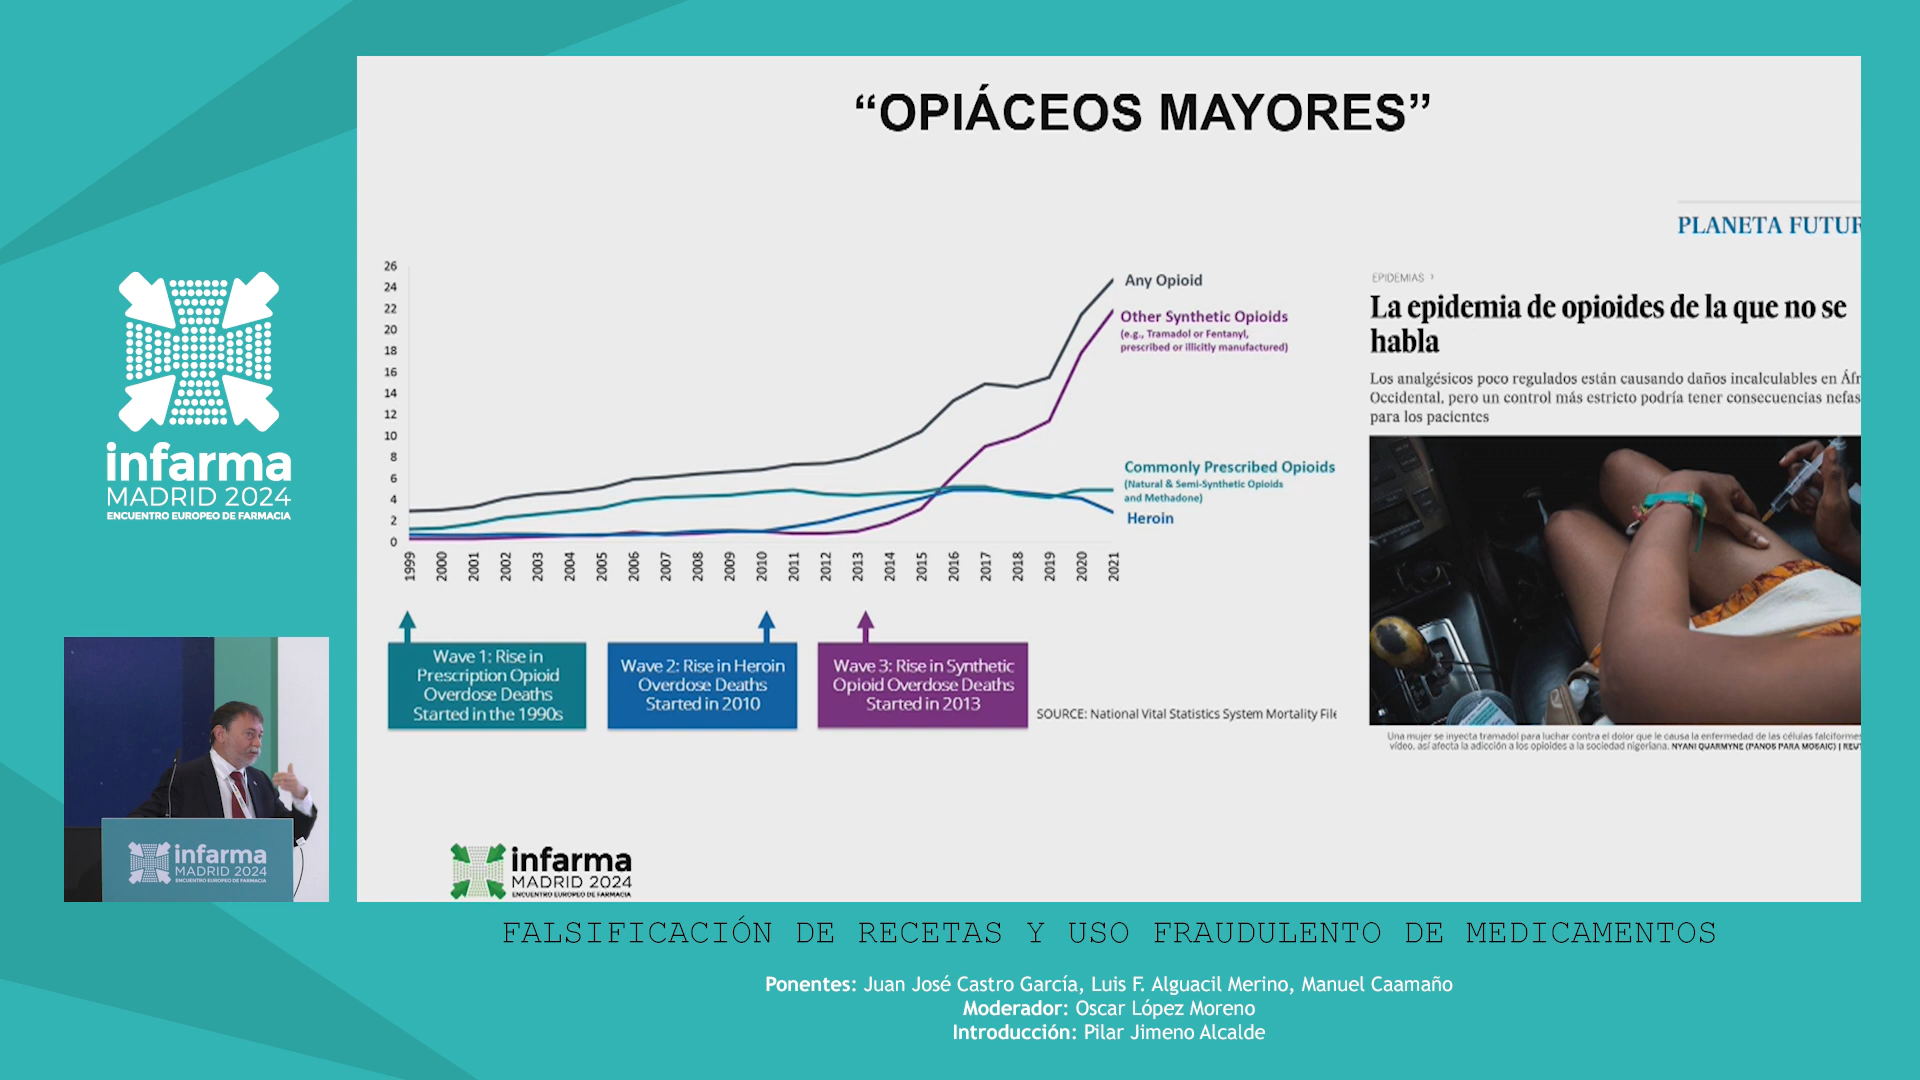 “OPIÁCEOS MAYORES”
PLANETA FUTUR
EPIDEMIAS ›
La epidemia de opioides de la que no se
habla
Los analgésicos poco regulados están causando daños incalculables en Áfr
Occidental, pero un control más estricto podría tener consecuencias nefas
para los pacientes
Una mujer se inyecta tramadol para luchar contra el dolor que le causa la enfermedad de las células falciformes
vídeo, así afecta la adicción a los opioides a la sociedad nigeriana. NYANI QUARMYNE (PANOS PARA MOSAIC) | REUT
26
24
22
20
18
16
14
12
10
8
6
4
2
0
1999 2000 2001 2002 2003 2004 2005 2006 2007 2008 2009 2010 2011 2012 2013 2014 2015 2016 2017 2018 2019 2020 2021
Any Opioid
Other Synthetic Opioids
(e.g., Tramadol or Fentanyl,
prescribed or illicitly manufactured)
Commonly Prescribed Opioids
(Natural & Semi-Synthetic Opioids
and Methadone)
Heroin
Wave 1: Rise in
Prescription Opioid
Overdose Deaths
Started in the 1990s
Wave 2: Rise in Heroin
Overdose Deaths
Started in 2010
Wave 3: Rise in Synthetic
Opioid Overdose Deaths
Started in 2013
SOURCE: National Vital Statistics System Mortality File
infarma
MADRID 2024
ENCUENTRO EUROPEO DE FARMACIA
infarma
MADRID 2024
ENCUENTRO EUROPEO DE FARMACIA
infarma
MADRID 2024
ENCUENTRO EUROPEO DE FARMACIA
FALSIFICACIÓN DE RECETAS Y USO FRAUDULENTO DE MEDICAMENTOS
Ponentes: Juan José Castro García, Luis F. Alguacil Merino, Manuel Caamaño
Moderador: Oscar López Moreno
Introducción: Pilar Jimeno Alcalde